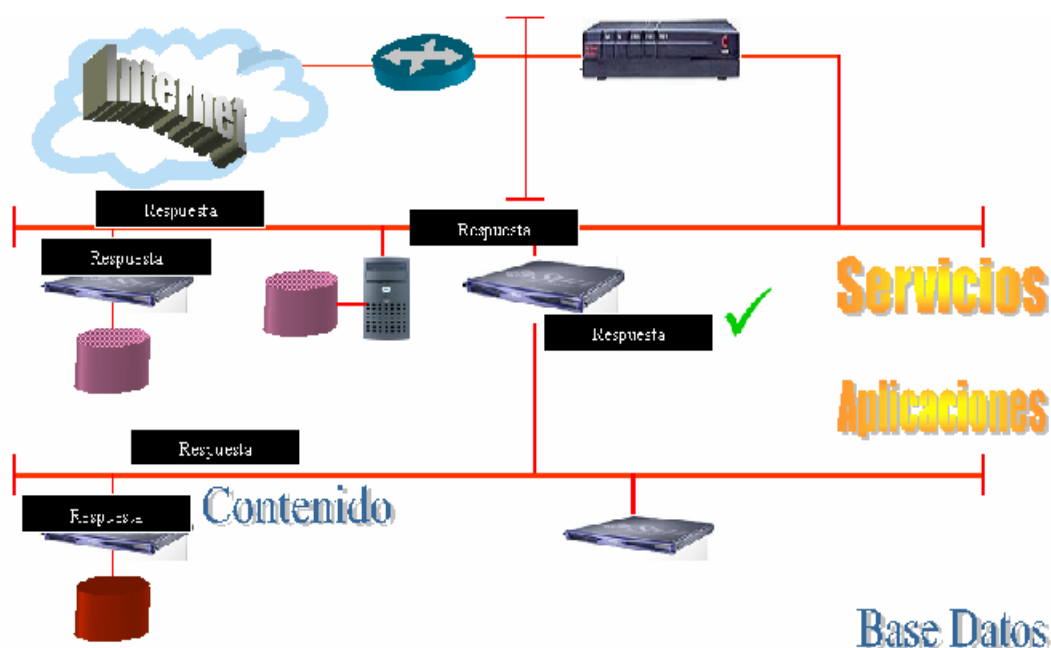 Internet
Respuesta
Respuesta
Respuesta
Servicios
Respuesta
Aplicaciones
Respuesta
Contenido
Respuesta
Base Datos